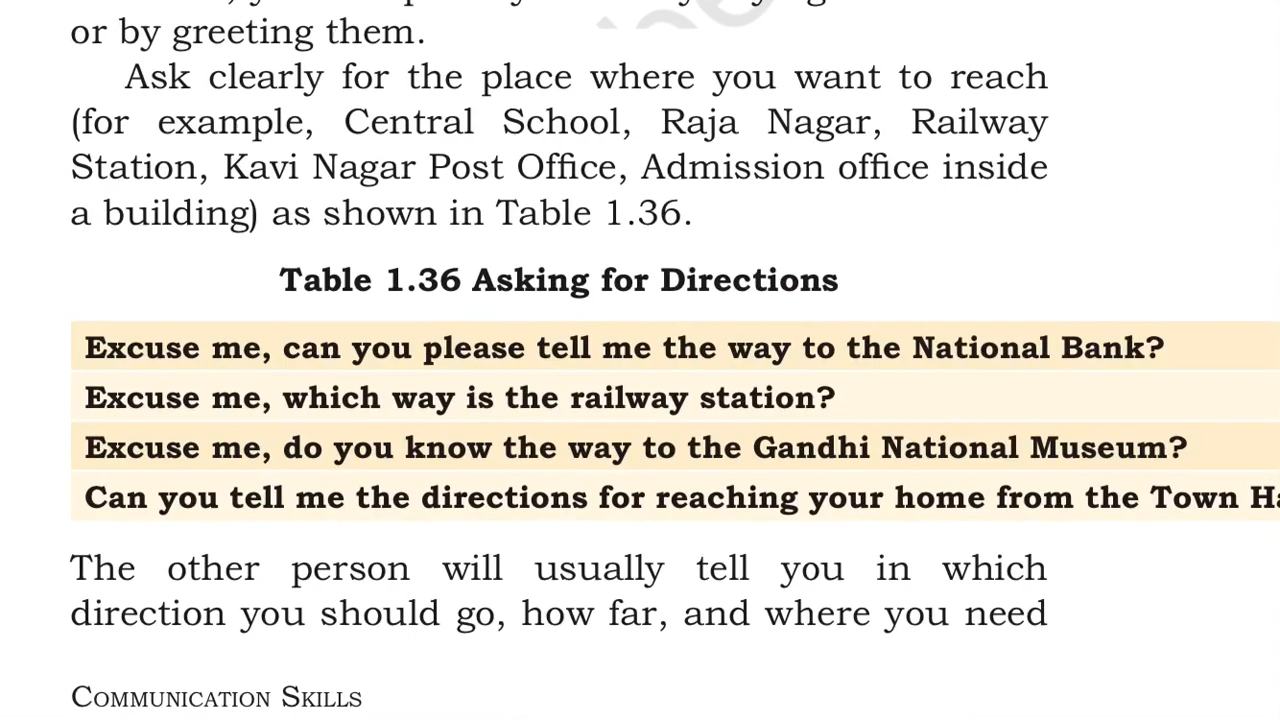 or by greeting them.
Ask clearly for the place where you want to reach
(for example, Central School, Raja Nagar, Railway
Station, Kavi Nagar Post Office, Admission office inside
a building) as shown in Table 1.36.
Table 1.36 Asking for Directions
Excuse me, can you please tell me the way to the National Bank?
Excuse me, which way is the railway station?
Excuse me, do you know the way to the Gandhi National Museum?
Can you tell me the directions for reaching your home from the Town
The other person will usually tell you in which
direction you should go, how far, and where you need
COMMUNICATION SKILLS